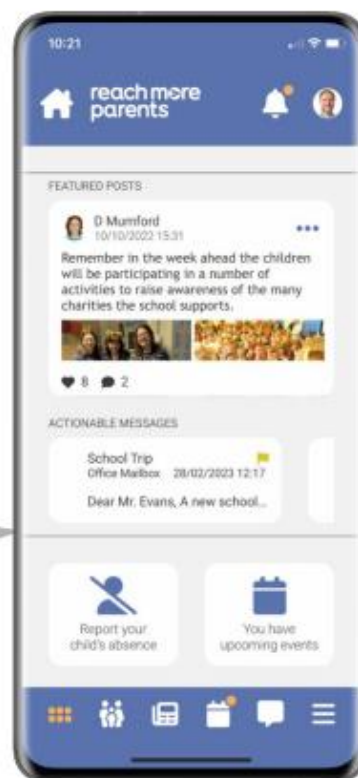 10:21
reach more
parents
FEATURED POSTS
D Mumford
10/10/2022 15:31
Remember in the week ahead the children
will be participating in a number of
activities to raise awareness of the many
charities the school supports.
8 2
ACTIONABLE MESSAGES
School Trip
Office Mailbox 28/02/2023 12:17
Dear Mr. Evans, A new school...
Report your
child's absence
You have
upcoming events